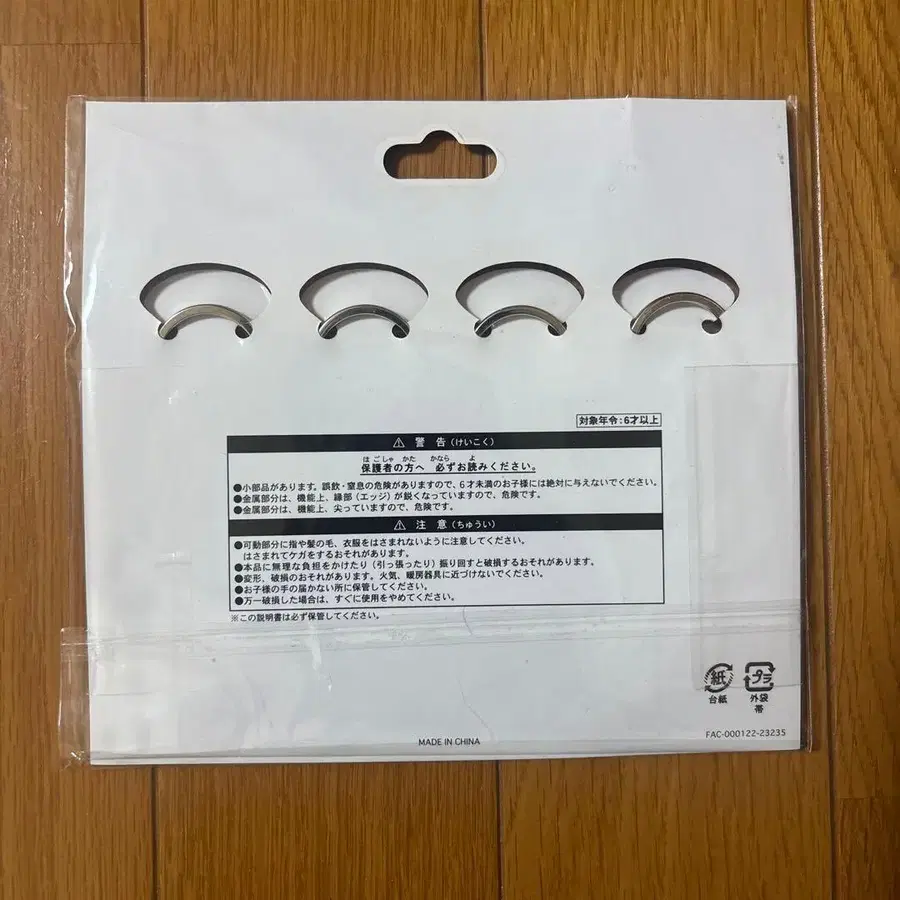 対象年令:6才以上
⚠ 警告(けいこく)
ほごしゃ かた かなら よ
保護者の方へ 必ずお読みください。
●小部品があります。誤飲・窒息の危険がありますので、6才未満のお子様には絶対に与えないでください。
●金属部分は、機能上、縁部(エッジ)が鋭くなっていますので、危険です。
●金属部分は、機能上、尖っていますので、危険です。
⚠ 注意(ちゅうい)
●可動部分に指や髪の毛、衣服をはさまれないように注意してください。
はさまれてケガをするおそれがあります。
●本品に無理な負担をかけたり(引っ張ったり)振り回すと破損するおそれがあります。
●変形、破損のおそれがあります。火気、暖房器具に近づけないでください。
●お子様の手の届かない所に保管してください。
●万一破損した場合は、すぐに使用をやめてください。
※この説明書は必ず保管してください。
紙 プラ
台紙 外袋
帯
FAC-000122-23235
MADE IN CHINA